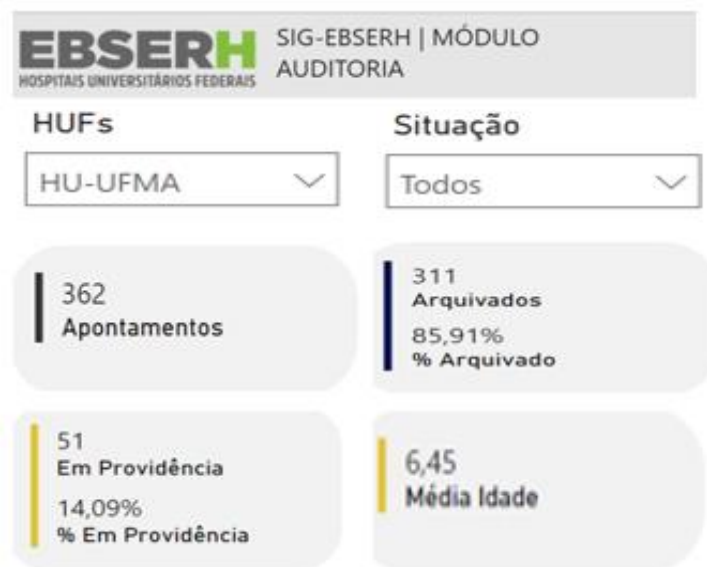 EBSERH
HOSPITAIS UNIVERSITÁRIOS FEDERAIS
SIG-EBSERH | MÓDULO
AUDITORIA
HUFs
Situação
HU-UFMA
Todos
362
Apontamentos
311
Arquivados
85,91%
% Arquivado
51
Em Providência
14,09%
% Em Providência
6,45
Média Idade